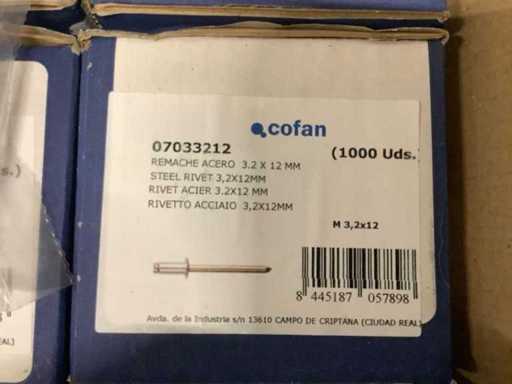 cofan
07033212
(1000 Uds.)
REMACHE ACERO 3.2 X 12 MM
STEEL RIVET 3,2X12MM
RIVET ACIER 3.2X12 MM
RIVETTO ACCIAIO 3,2X12MM
M 3,2x12
8 445187 057898
Avda. de la Industria s/n 13610 CAMPO DE CRIPTANA (CIUDAD REAL)
.)
REAL)